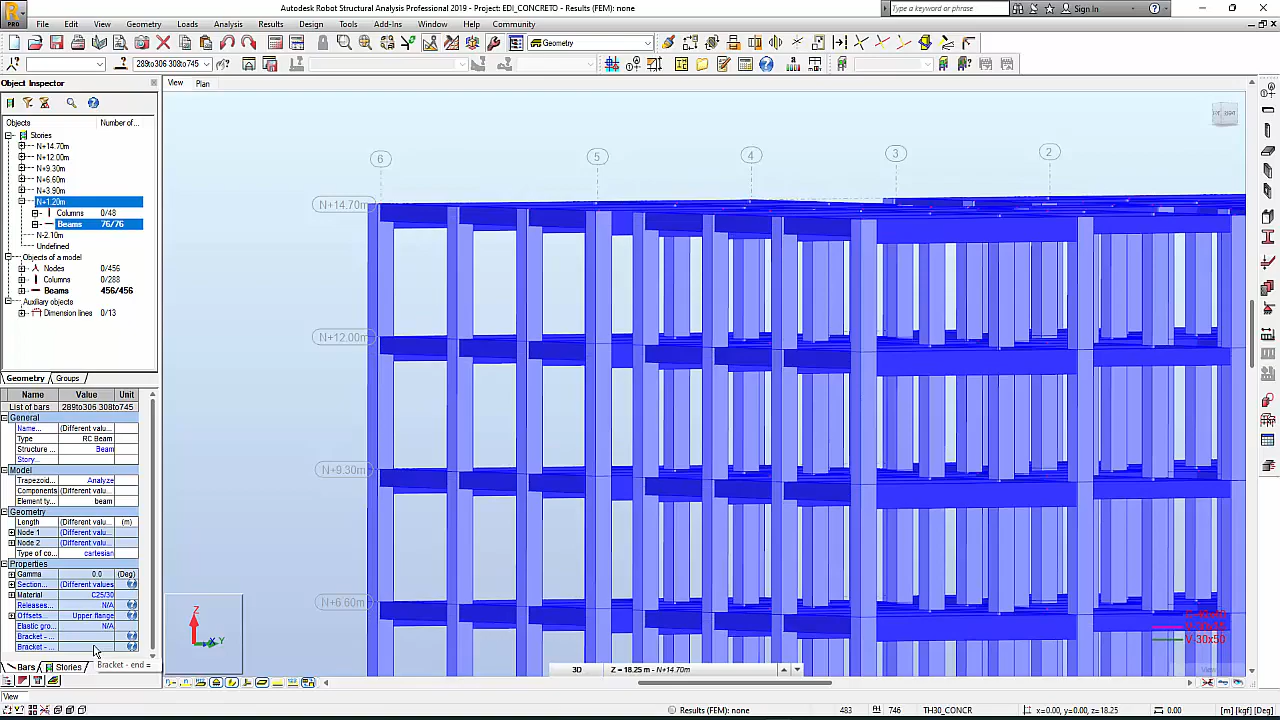 PRO
Autodesk Robot Structural Analysis Professional 2019 - Project: EDI_CONCRETO - Results (FEM): none
Type a keyword or phrase
Sign In
File Edit View Geometry Loads Analysis Results Design Tools Add-Ins Window Help Community
Geometry
289to306 308to745
Object Inspector
View Plan
Objects Number of...
Stories
N+14.70m
N+12.00m
N+9.30m
N+6.60m
N+3.90m
N+1.20m
Columns 0/48
Beams 76/76
N-2.10m
Undefined
Objects of a model
Nodes 0/456
Columns 0/288
Beams 456/456
Auxiliary objects
Dimension lines 0/13
Geometry Groups
Name Value Unit
List of bars 289to306 308to745
General
Name... (Different valu...
Type RC Beam
Structure ... Beam
Story...
Model
Trapezoid... Analyze
Components (Different valu...
Element ty... beam
Geometry
Length (Different valu... (m)
Node 1 (Different valu...
Node 2 (Different valu...
Type of co... cartesian
Properties
Gamma 0.0 (Deg)
Section... (Different values)
Material C25/30
Releases... N/A
Offsets... Upper flange
Elastic gro... N/A
Bracket - ...
Bracket - ...
Bracket - end =
Bars Stories
6 5 4 3 2
N+14.70m
N+12.00m
N+9.30m
N+6.60m
Z
X Y
V-30x50
View
3D Z = 18.25 m - N+14.70m
View
Results (FEM): none 483 746 TH30_CONCR x=0.00, y=0.00, z=18.25 0.00 [m] [kgf] [Deg]